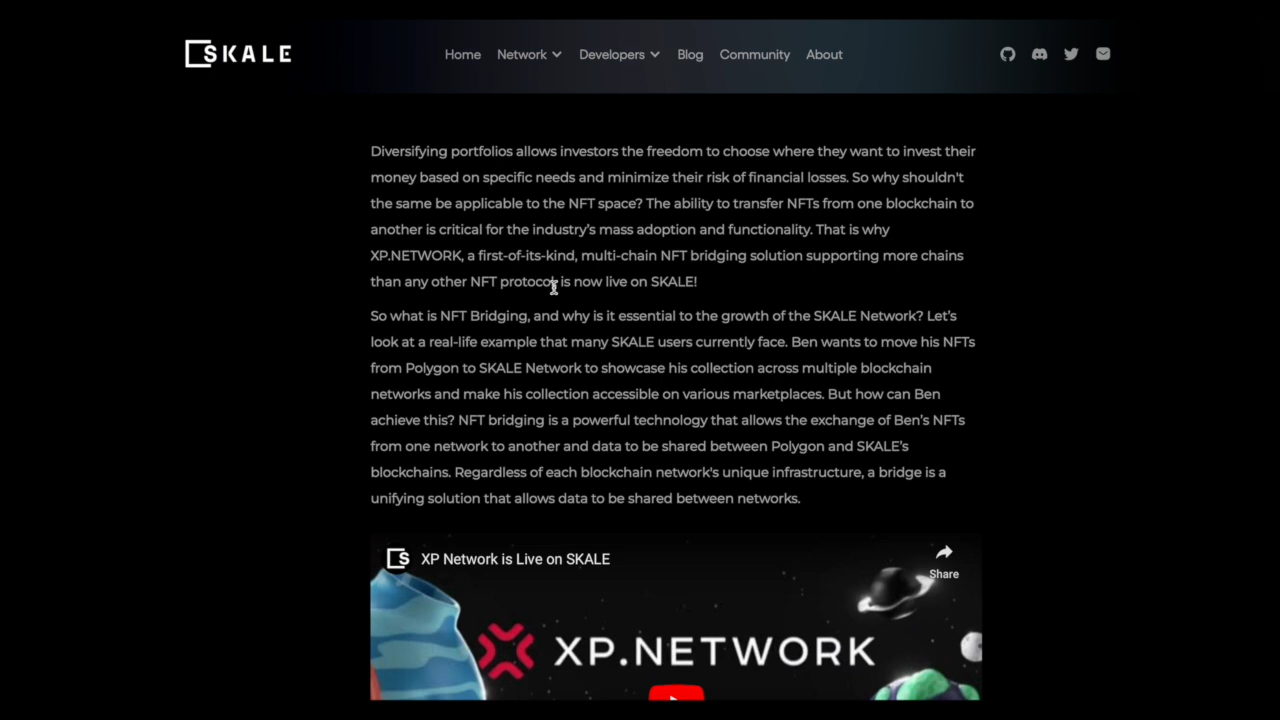 SKALE
Home Network Developers Blog Community About
Diversifying portfolios allows investors the freedom to choose where they want to invest their
money based on specific needs and minimize their risk of financial losses. So why shouldn't
the same be applicable to the NFT space? The ability to transfer NFTs from one blockchain to
another is critical for the industry’s mass adoption and functionality. That is why
XP.NETWORK, a first-of-its-kind, multi-chain NFT bridging solution supporting more chains
than any other NFT protocol, is now live on SKALE!
So what is NFT Bridging, and why is it essential to the growth of the SKALE Network? Let’s
look at a real-life example that many SKALE users currently face. Ben wants to move his NFTs
from Polygon to SKALE Network to showcase his collection across multiple blockchain
networks and make his collection accessible on various marketplaces. But how can Ben
achieve this? NFT bridging is a powerful technology that allows the exchange of Ben’s NFTs
from one network to another and data to be shared between Polygon and SKALE’s
blockchains. Regardless of each blockchain network's unique infrastructure, a bridge is a
unifying solution that allows data to be shared between networks.
XP Network is Live on SKALE
Share
XP.NETWORK